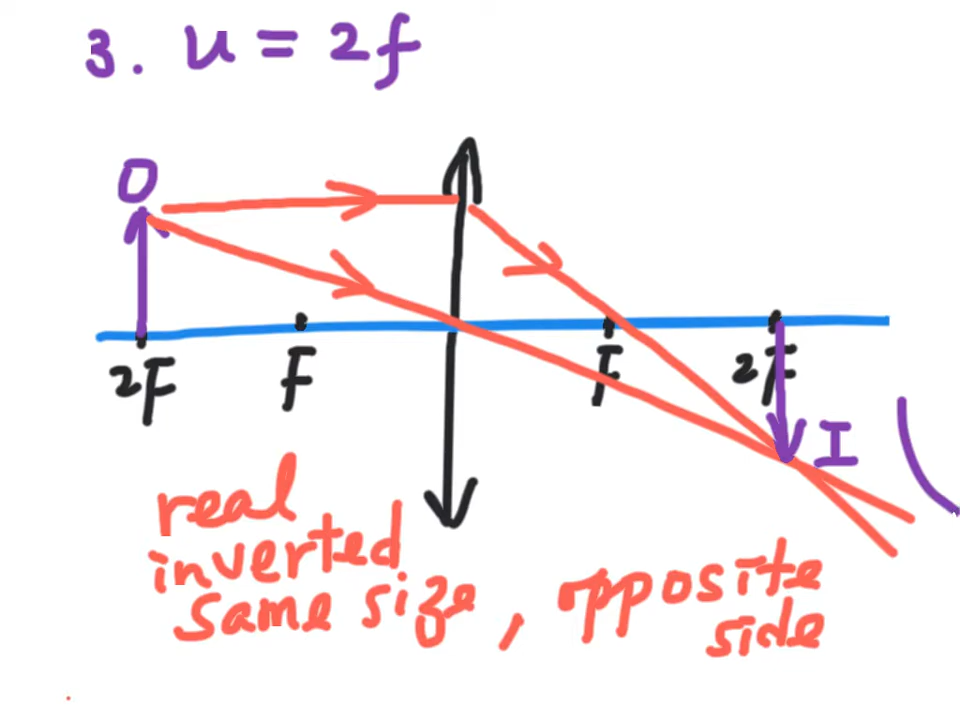 3. u = 2f
O
2F F F 2F
I
real
inverted
same size, opposite
side